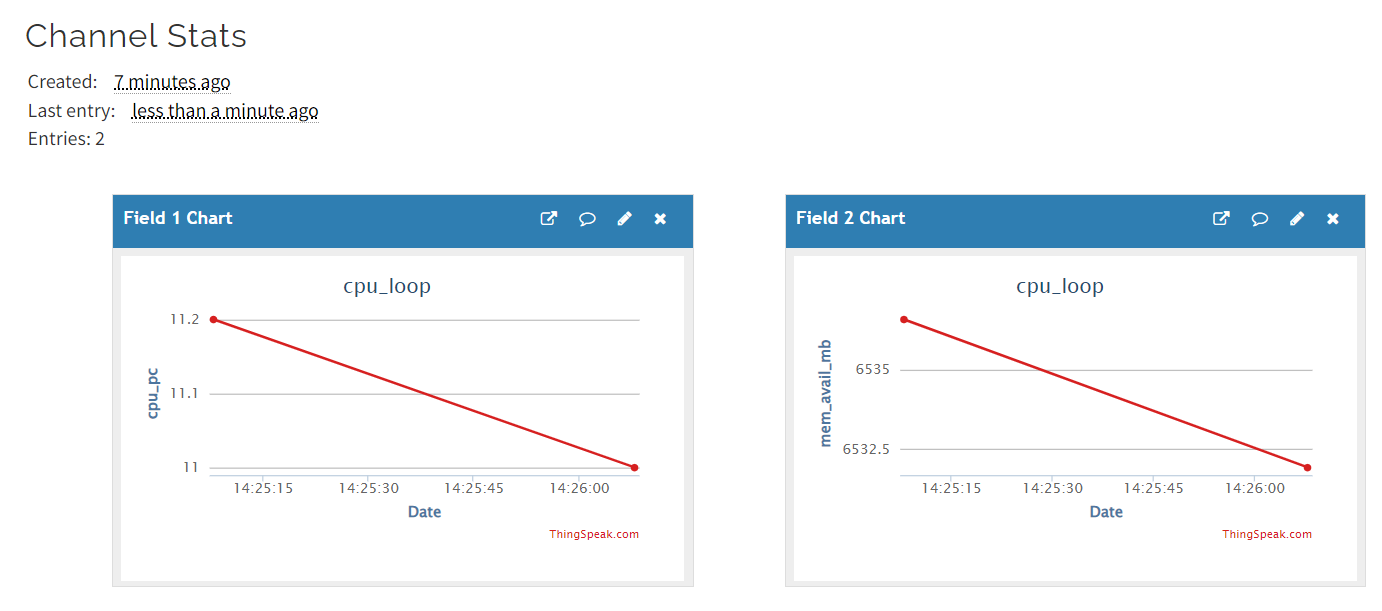 Channel Stats
Created: 7 minutes ago
Last entry: less than a minute ago
Entries: 2
Field 1 Chart
cpu_loop
cpu_pc
11.2
11.1
11
14:25:15 14:25:30 14:25:45 14:26:00
Date
ThingSpeak.com
Field 2 Chart
cpu_loop
mem_avail_mb
6535
6532.5
14:25:15 14:25:30 14:25:45 14:26:00
Date
ThingSpeak.com